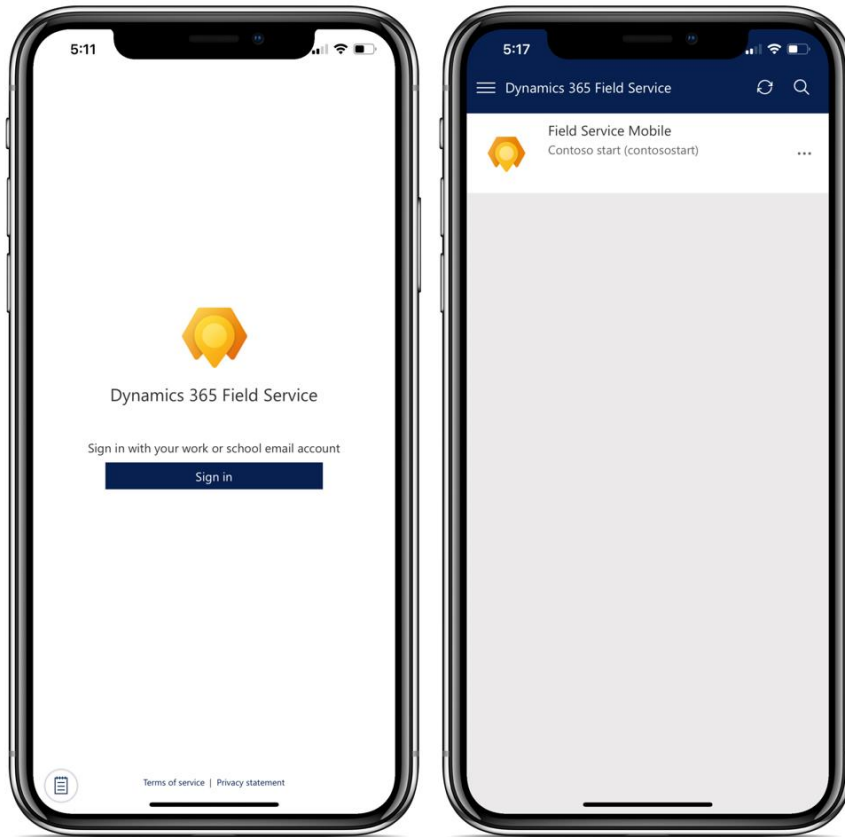 5:11
Dynamics 365 Field Service
Sign in with your work or school email account
Sign in
Terms of service | Privacy statement
5:17
Dynamics 365 Field Service
Field Service Mobile
Contoso start (contosostart)